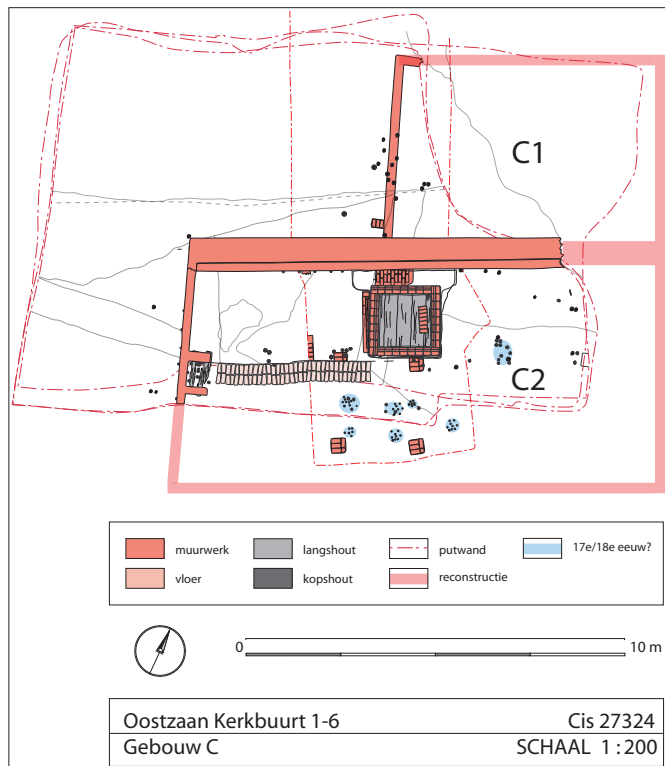 C1
C2
muurwerk langshout putwand 17e/18e eeuw?
vloer kopshout reconstructie
0 10 m
Oostzaan Kerkbuurt 1-6 Cis 27324
Gebouw C SCHAAL 1 : 200